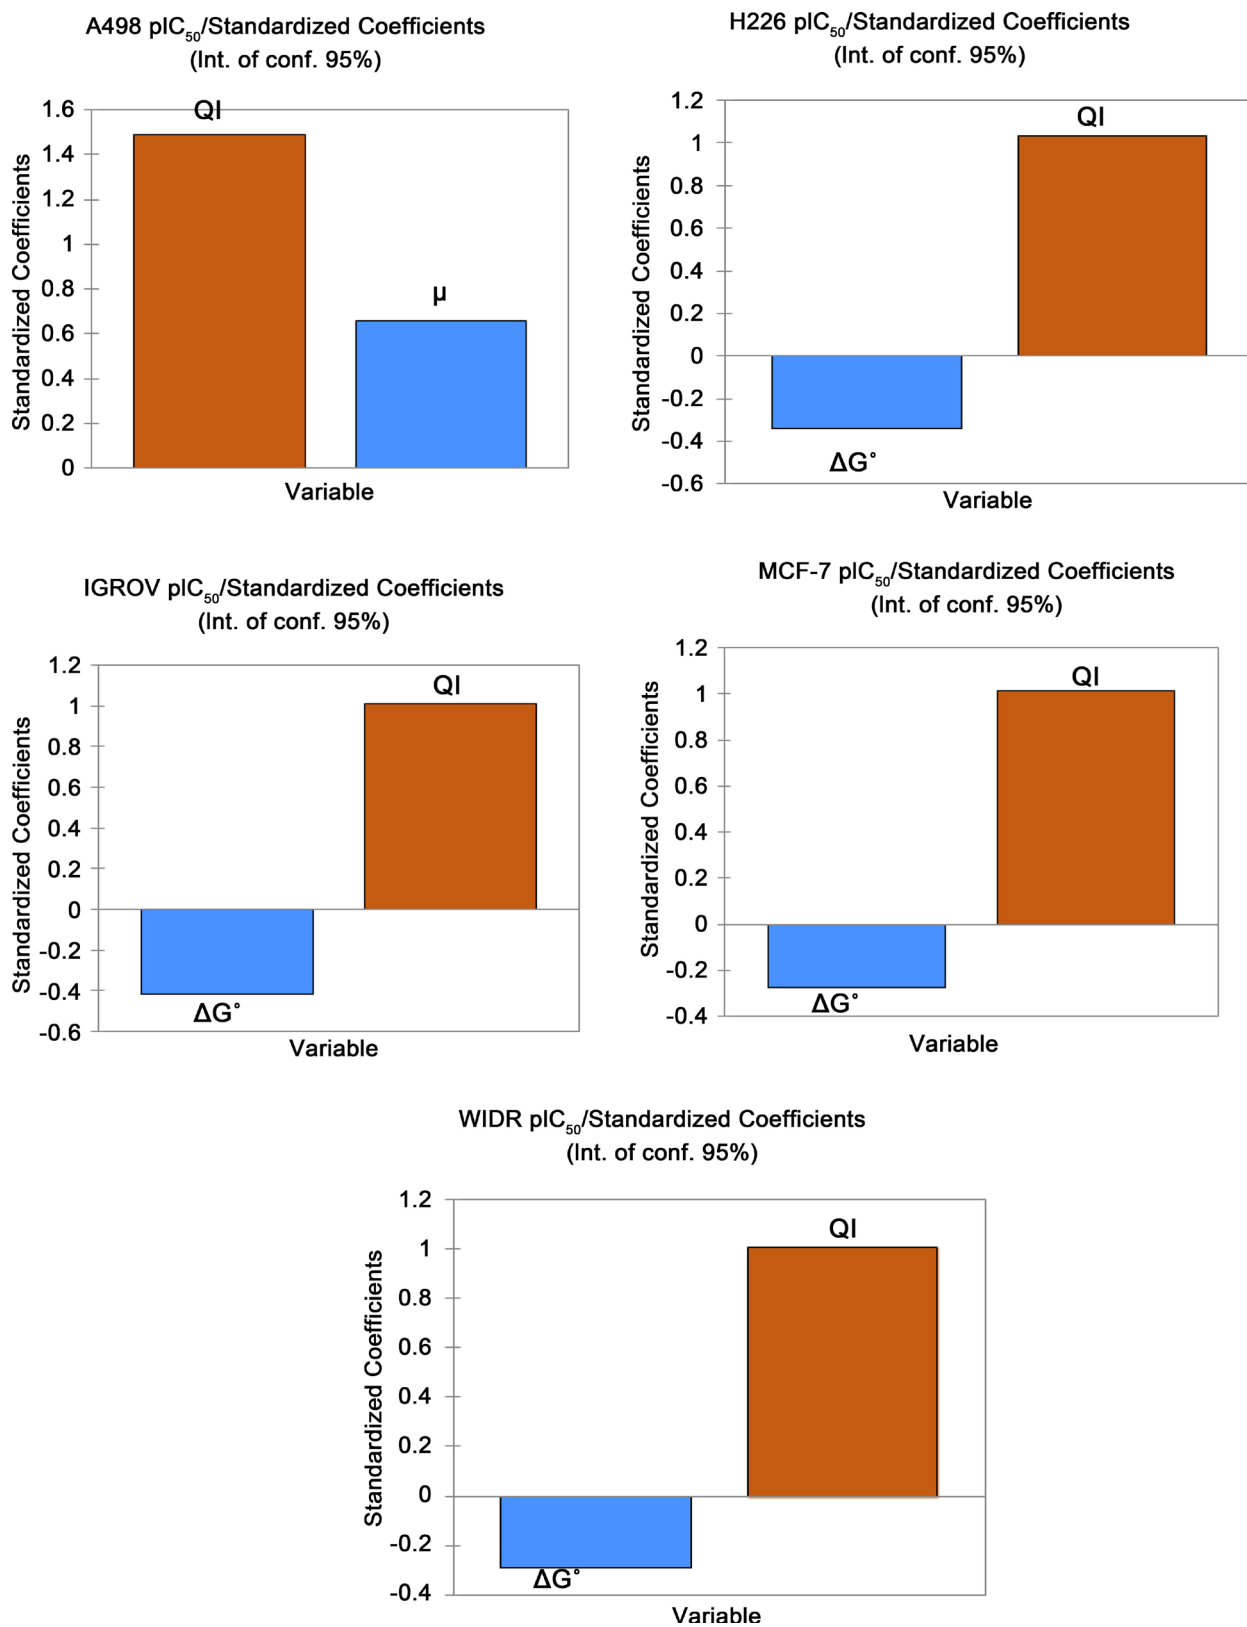 A498 pIC50/Standardized Coefficients
(Int. of conf. 95%)
Standardized Coefficients
1.6
1.4
1.2
1
0.8
0.6
0.4
0.2
0
QI
µ
Variable
H226 pIC50/Standardized Coefficients
(Int. of conf. 95%)
Standardized Coefficients
1.2
1
0.8
0.6
0.4
0.2
0
-0.2
-0.4
-0.6
QI
ΔG°
Variable
IGROV pIC50/Standardized Coefficients
(Int. of conf. 95%)
Standardized Coefficients
1.2
1
0.8
0.6
0.4
0.2
0
-0.2
-0.4
-0.6
QI
ΔG°
Variable
MCF-7 pIC50/Standardized Coefficients
(Int. of conf. 95%)
Standardized Coefficients
1.2
1
0.8
0.6
0.4
0.2
0
-0.2
-0.4
QI
ΔG°
Variable
WIDR pIC50/Standardized Coefficients
(Int. of conf. 95%)
Standardized Coefficients
1.2
1
0.8
0.6
0.4
0.2
0
-0.2
-0.4
QI
ΔG°
Variable